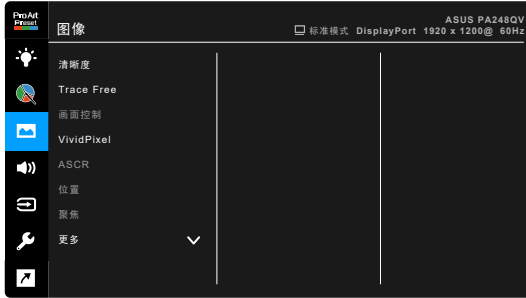 ProArt
Preset
图像
ASUS PA248QV
标准模式 DisplayPort 1920 x 1200@ 60Hz
清晰度
Trace Free
画面控制
VividPixel
ASCR
位置
聚焦
更多